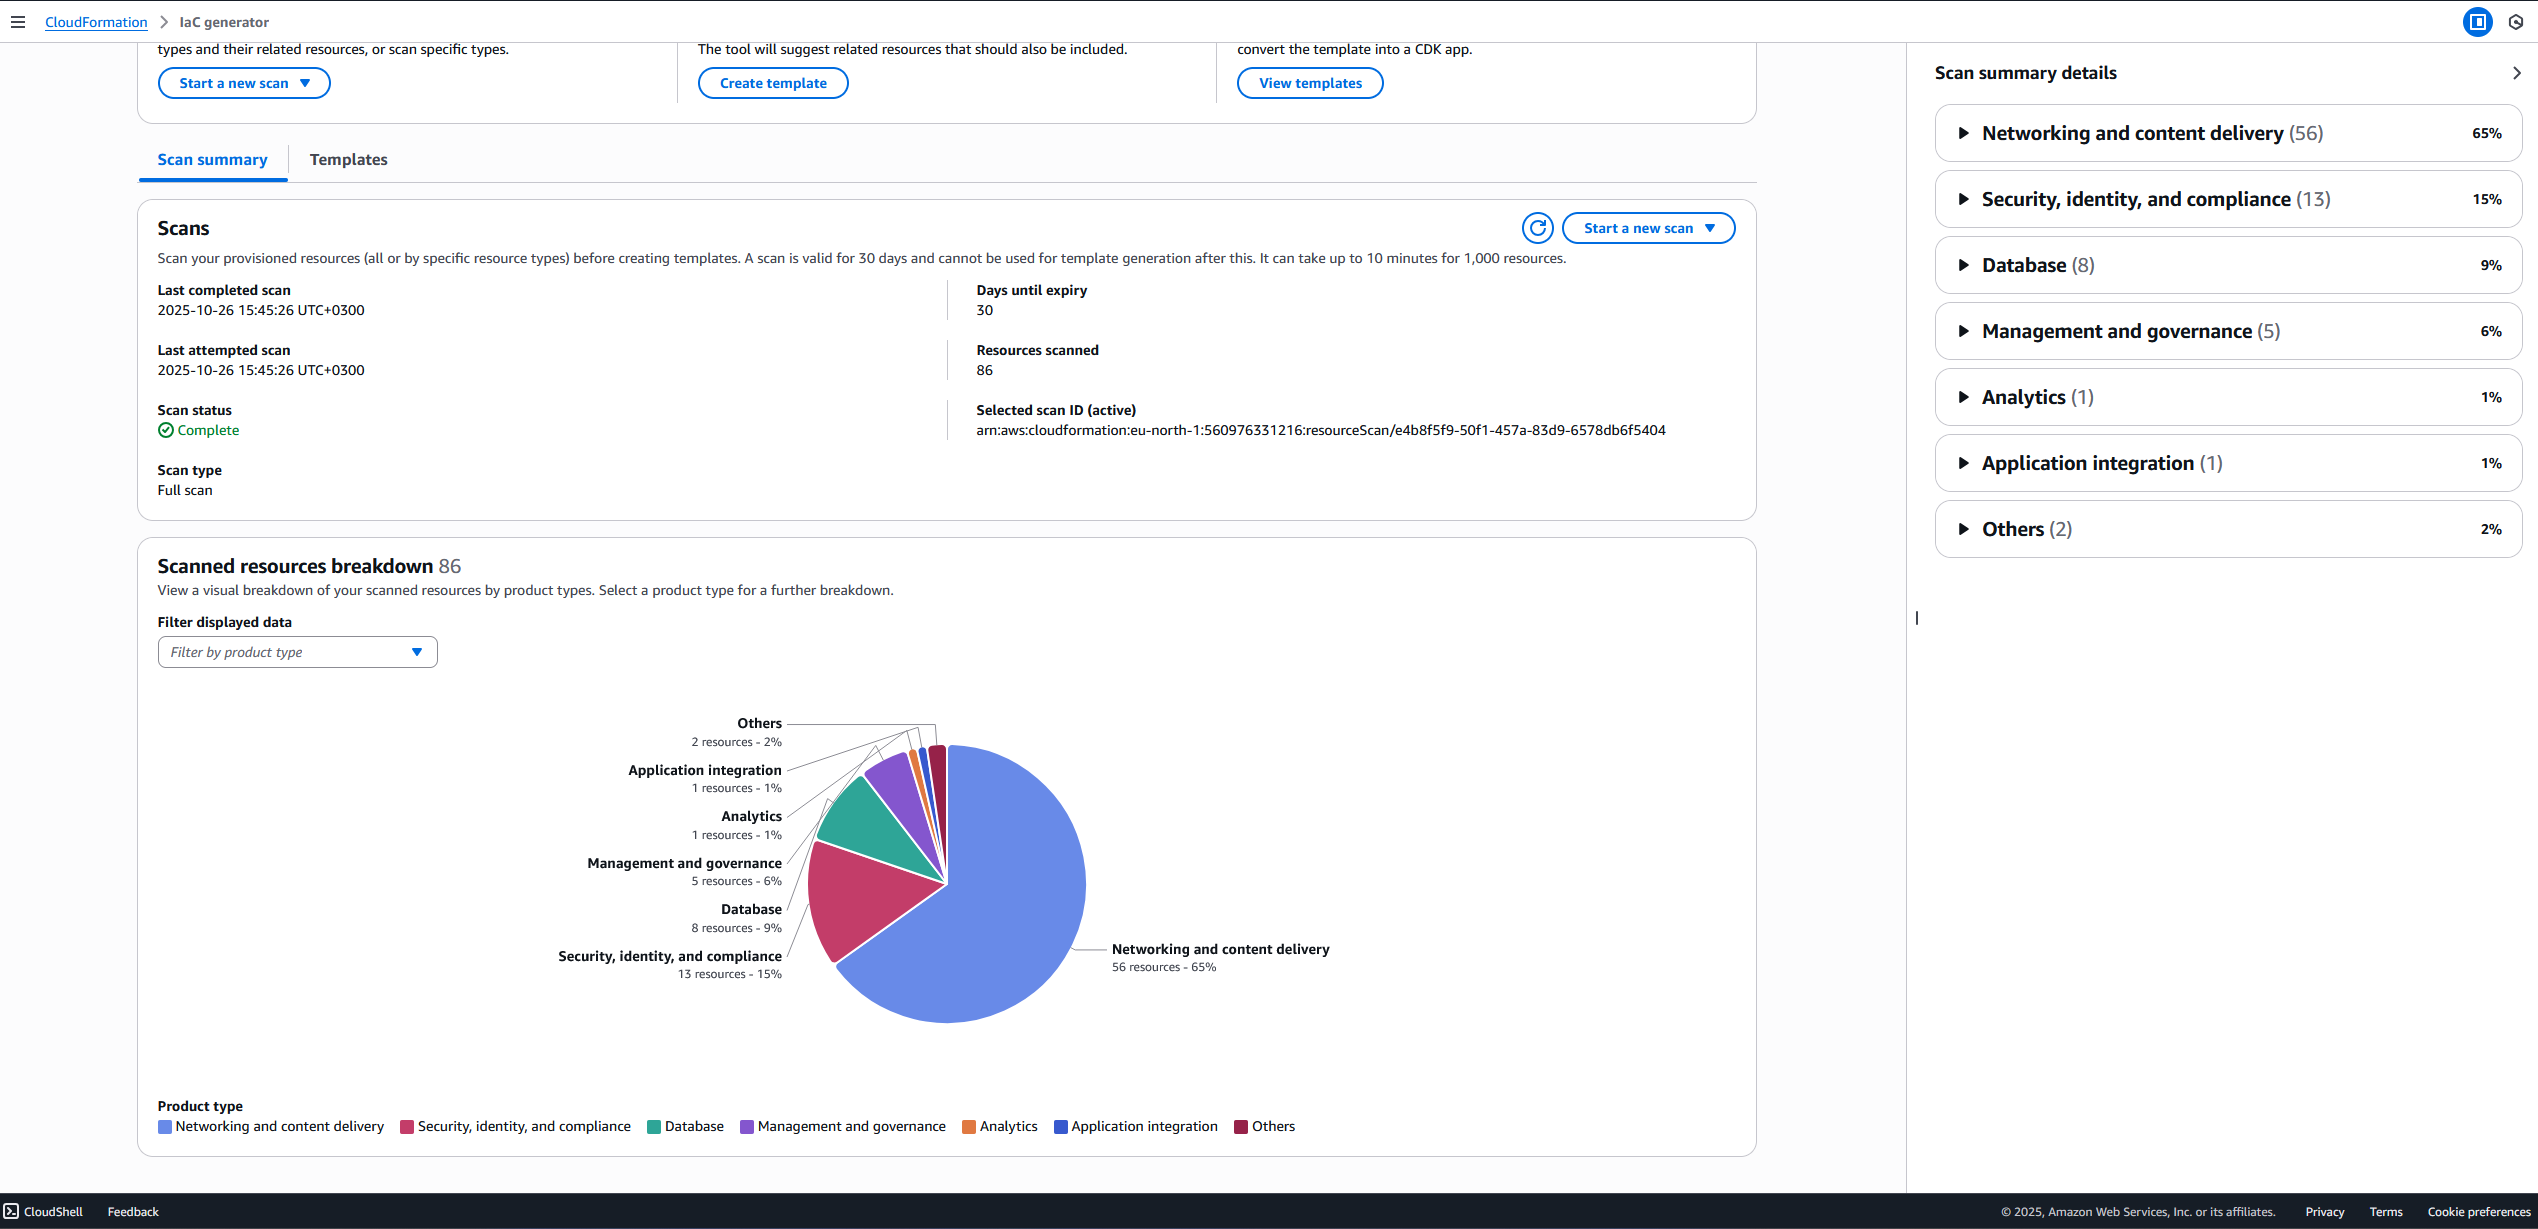 CloudFormation > IaC generator
types and their related resources, or scan specific types.
The tool will suggest related resources that should also be included.
convert the template into a CDK app.
Start a new scan
Create template
View templates
Scan summary
Templates
Scans
Start a new scan
Scan your provisioned resources (all or by specific resource types) before creating templates. A scan is valid for 30 days and cannot be used for template generation after this. It can take up to 10 minutes for 1,000 resources.
Last completed scan
2025-10-26 15:45:26 UTC+0300
Days until expiry
30
Last attempted scan
2025-10-26 15:45:26 UTC+0300
Resources scanned
86
Scan status
Complete
Selected scan ID (active)
arn:aws:cloudformation:eu-north-1:560976331216:resourceScan/e4b8f5f9-50f1-457a-83d9-6578db6f5404
Scan type
Full scan
Scanned resources breakdown 86
View a visual breakdown of your scanned resources by product types. Select a product type for a further breakdown.
Filter displayed data
Filter by product type
Others
2 resources - 2%
Application integration
1 resources - 1%
Analytics
1 resources - 1%
Management and governance
5 resources - 6%
Database
8 resources - 9%
Security, identity, and compliance
13 resources - 15%
Networking and content delivery
56 resources - 65%
Product type
Networking and content delivery Security, identity, and compliance Database Management and governance Analytics Application integration Others
Scan summary details
Networking and content delivery (56) 65%
Security, identity, and compliance (13) 15%
Database (8) 9%
Management and governance (5) 6%
Analytics (1) 1%
Application integration (1) 1%
Others (2) 2%
CloudShell Feedback © 2025, Amazon Web Services, Inc. or its affiliates. Privacy Terms Cookie preferences